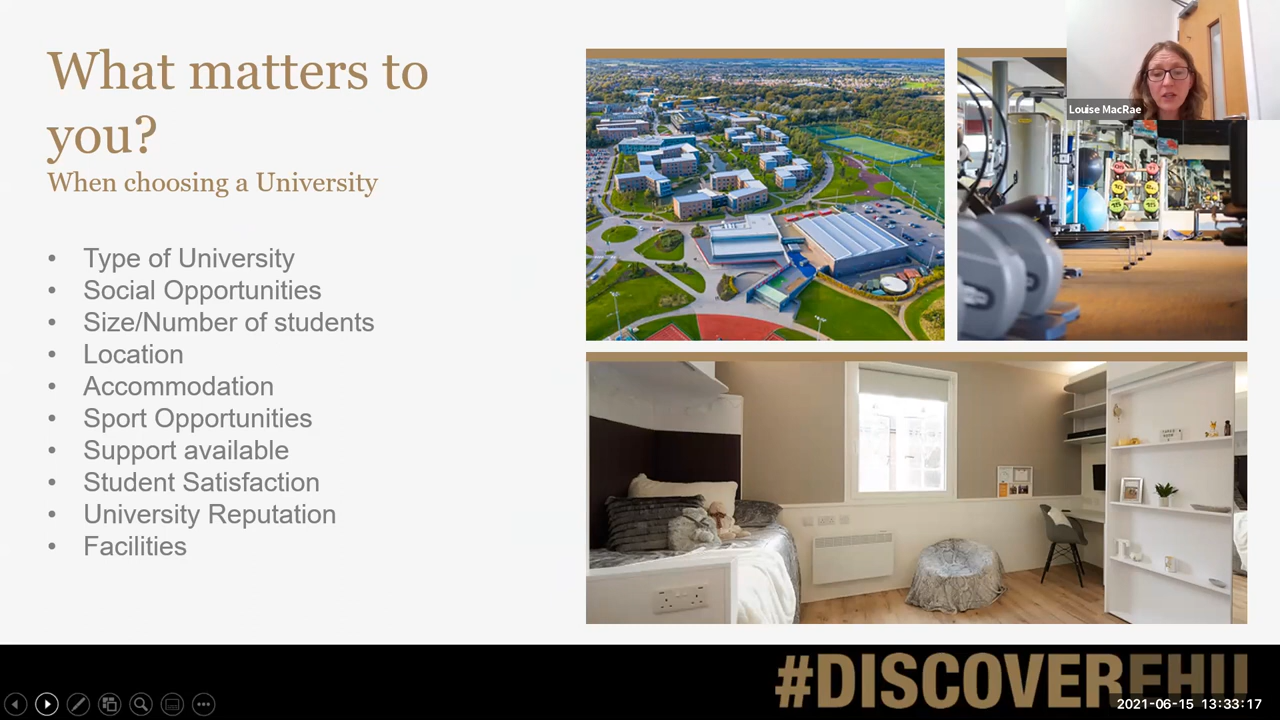 What matters to
you?
When choosing a University
• Type of University
• Social Opportunities
• Size/Number of students
• Location
• Accommodation
• Sport Opportunities
• Support available
• Student Satisfaction
• University Reputation
• Facilities
Louise MacRae
#DISCOVEREHU
2021-06-15 13:33:17